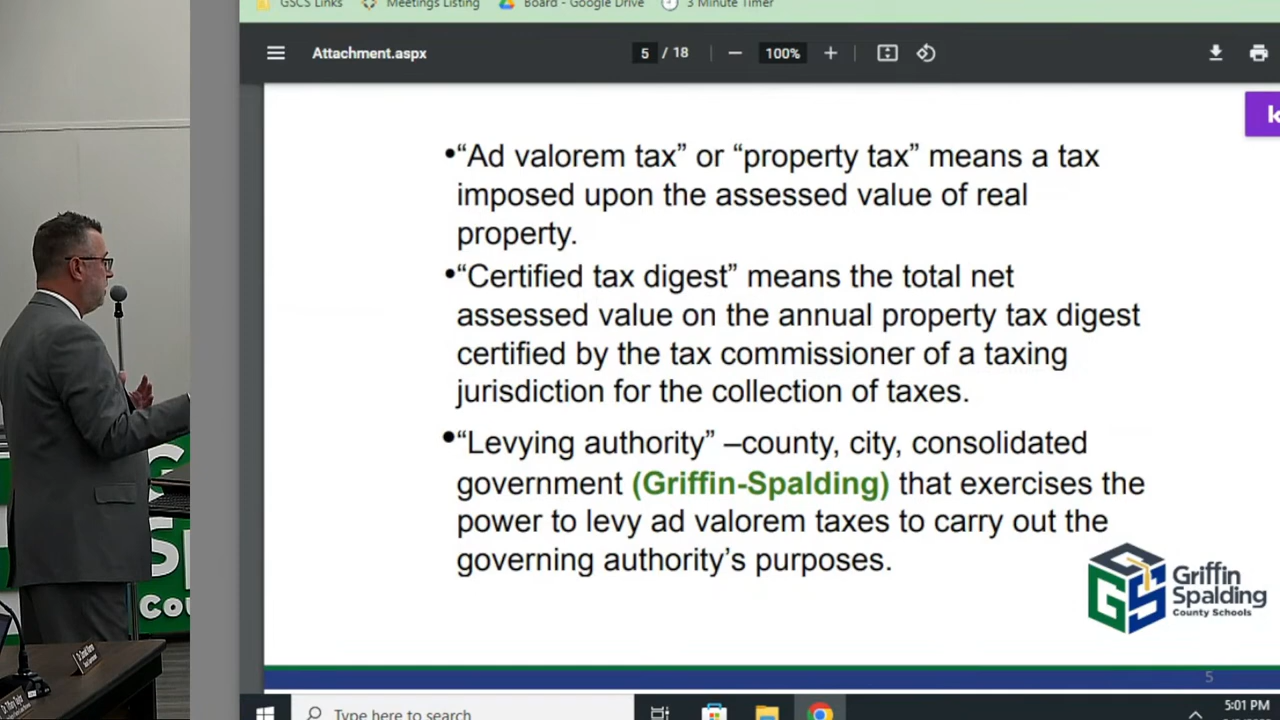 GSCS Links
Meetings Listing
Board - Google Drive
3 Minute Timer
Attachment.aspx
5 / 18
100%
•“Ad valorem tax” or “property tax” means a tax
imposed upon the assessed value of real
property.
•“Certified tax digest” means the total net
assessed value on the annual property tax digest
certified by the tax commissioner of a taxing
jurisdiction for the collection of taxes.
•“Levying authority” –county, city, consolidated
government (Griffin-Spalding) that exercises the
power to levy ad valorem taxes to carry out the
governing authority’s purposes.
GS
Griffin
Spalding
County Schools
5
Type here to search
5:01 PM